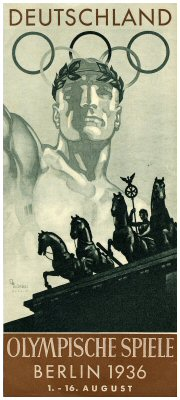 DEUTSCHLAND
OLYMPISCHE SPIELE
BERLIN 1936
1. - 16. AUGUST